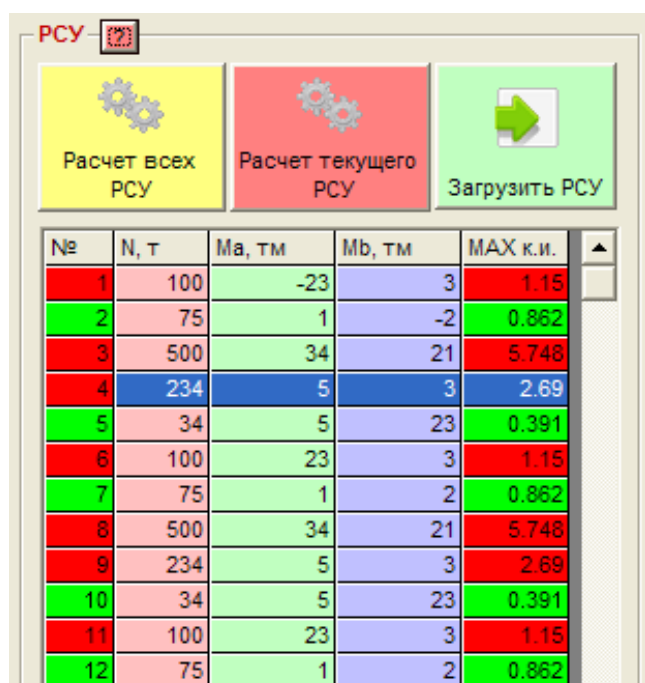 РСУ [?]
Расчет всех РСУ
Расчет текущего РСУ
Загрузить РСУ
№ N, т Ma, тм Mb, тм MAX к.и.
1 100 -23 3 1.15
2 75 1 -2 0.862
3 500 34 21 5.748
4 234 5 3 2.69
5 34 5 23 0.391
6 100 23 3 1.15
7 75 1 2 0.862
8 500 34 21 5.748
9 234 5 3 2.69
10 34 5 23 0.391
11 100 23 3 1.15
12 75 1 2 0.862